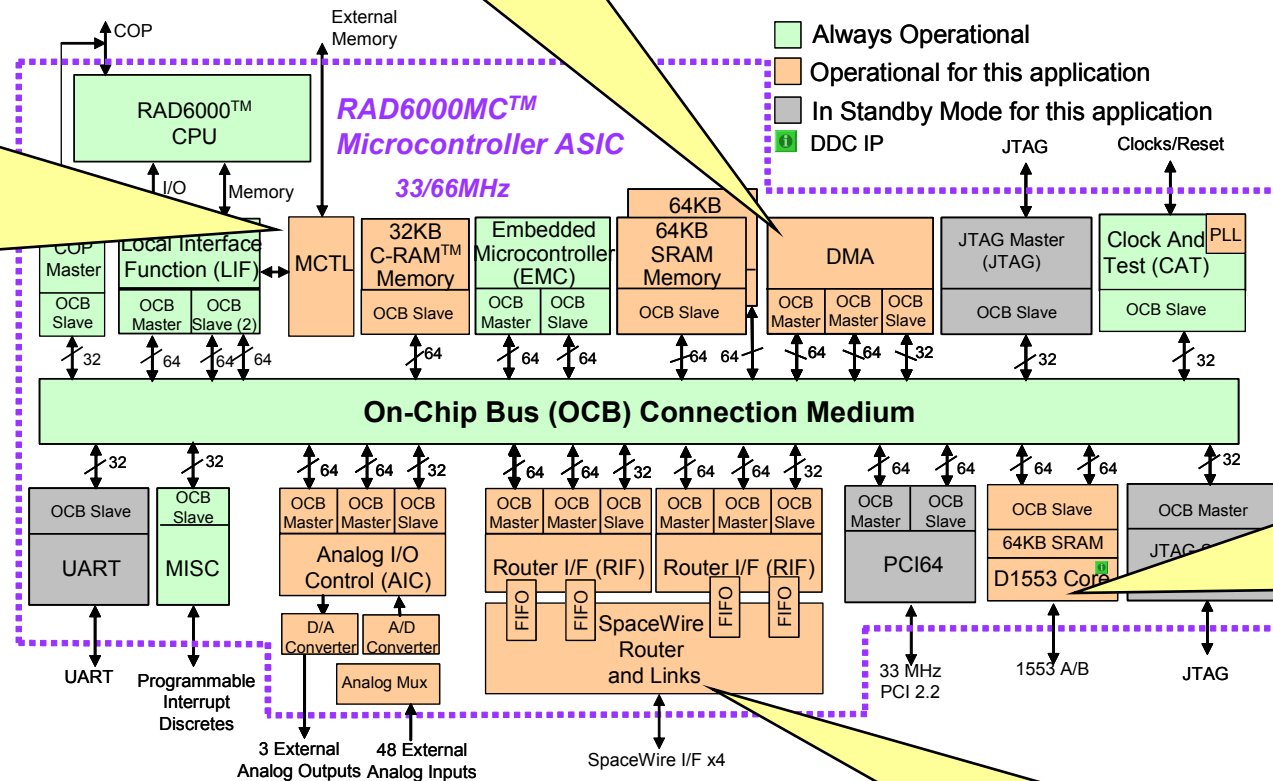 COP
External
Memory
Always Operational
Operational for this application
In Standby Mode for this application
DDC IP
RAD6000™
CPU
RAD6000MC™
Microcontroller ASIC
33/66MHz
JTAG
Clocks/Reset
I/O
Memory
COP
Master
OCB
Slave
Local Interface
Function (LIF)
OCB
Master
OCB
Slave (2)
MCTL
32KB
C-RAM™
Memory
OCB Slave
Embedded
Microcontroller
(EMC)
OCB
Master
OCB
Slave
64KB
64KB
SRAM
Memory
OCB Slave
DMA
OCB
Master
OCB
Master
OCB
Slave
JTAG Master
(JTAG)
OCB Slave
Clock And
Test (CAT)
PLL
OCB Slave
32
64
64
64
64
64
64
64
64
64
64
32
32
32
On-Chip Bus (OCB) Connection Medium
32
32
64
64
32
64
64
32
64
64
32
64
64
64
64
32
OCB Slave
UART
OCB
Slave
MISC
OCB
Master
OCB
Master
OCB
Slave
Analog I/O
Control (AIC)
D/A
Converter
A/D
Converter
Analog Mux
OCB
Master
OCB
Master
OCB
Slave
Router I/F (RIF)
OCB
Master
OCB
Master
OCB
Slave
Router I/F (RIF)
FIFO
FIFO
FIFO
FIFO
SpaceWire
Router
and Links
OCB
Master
OCB
Slave
PCI64
OCB Slave
64KB SRAM
D1553 Core
OCB Master
JTAG
UART
Programmable
Interrupt
Discretes
3 External
Analog Outputs
48 External
Analog Inputs
SpaceWire I/F x4
33 MHz
PCI 2.2
1553 A/B
JTAG